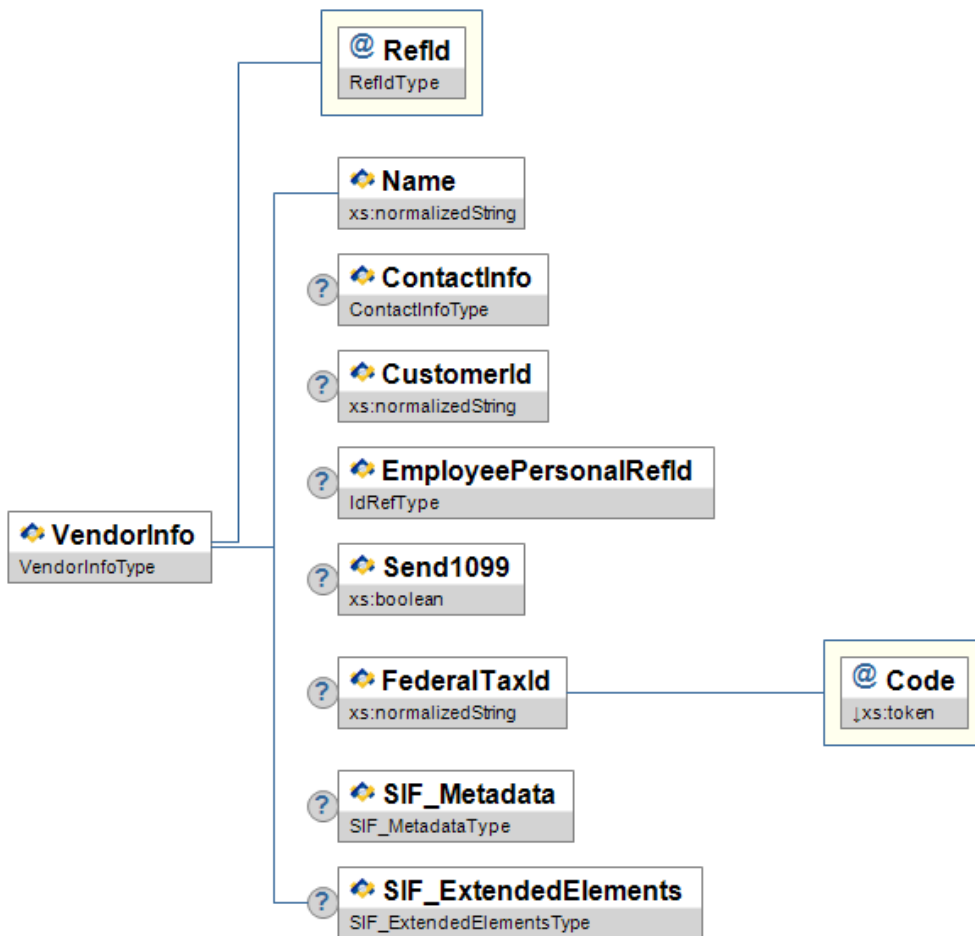 @ RefId
RefIdType
Name
xs:normalizedString
? ContactInfo
ContactInfoType
? CustomerId
xs:normalizedString
? EmployeePersonalRefId
IdRefType
VendorInfo
VendorInfoType
? Send1099
xs:boolean
? FederalTaxId
xs:normalizedString
@ Code
↓xs:token
? SIF_Metadata
SIF_MetadataType
? SIF_ExtendedElements
SIF_ExtendedElementsType